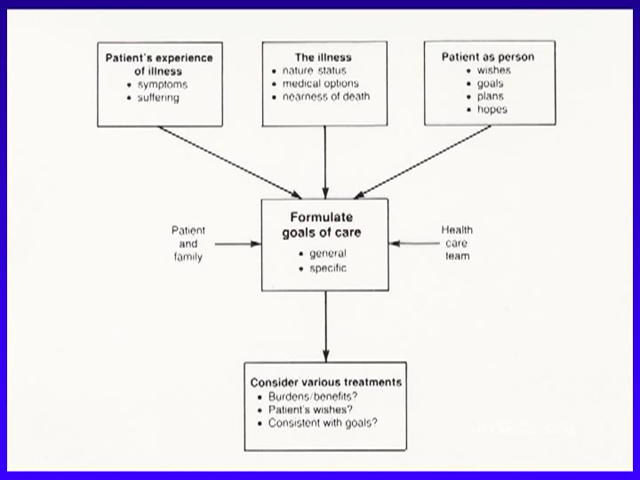 Patient's experience
of illness
• symptoms
• suffering
The illness
• nature status
• medical options
• nearness of death
Patient as person
• wishes
• goals
• plans
• hopes
Patient
and
family
Formulate
goals of care
• general
• specific
Health
care
team
Consider various treatments
• Burdens/benefits?
• Patient's wishes?
• Consistent with goals?